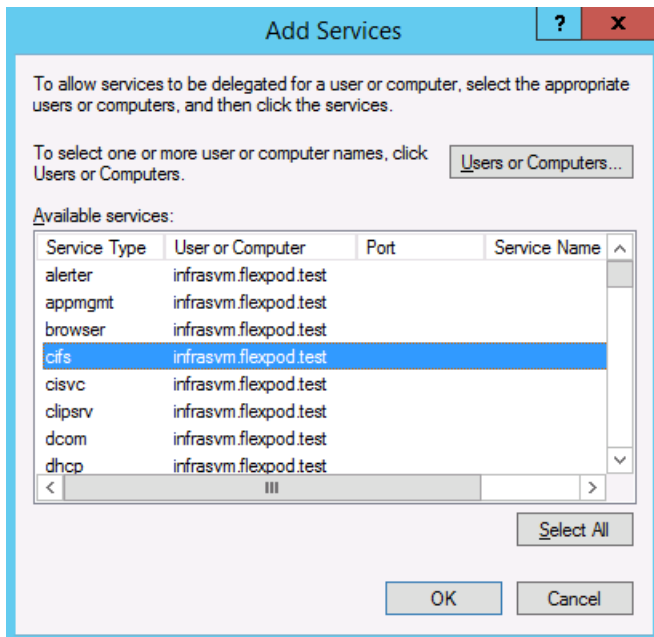 Add Services
?
x
To allow services to be delegated for a user or computer, select the appropriate
users or computers, and then click the services.
To select one or more user or computer names, click
Users or Computers.
Users or Computers...
Available services:
Service Type User or Computer Port Service Name
alerter infrasvm.flexpod.test
appmgmt infrasvm.flexpod.test
browser infrasvm.flexpod.test
cifs infrasvm.flexpod.test
cisvc infrasvm.flexpod.test
clipsrv infrasvm.flexpod.test
dcom infrasvm.flexpod.test
dhcp infrasvm.flexpod.test
Select All
OK
Cancel